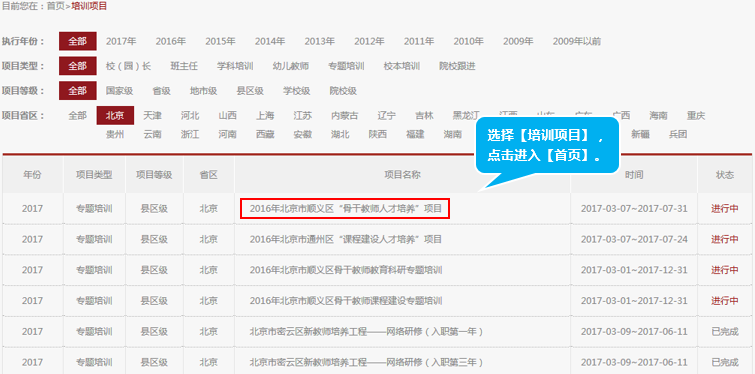 目前您在：首页>培训项目
执行年份： 全部 2017年 2016年 2015年 2014年 2013年 2012年 2011年 2010年 2009年 2009年以前
项目类型： 全部 校（园）长 班主任 学科培训 幼儿教师 专题培训 校本培训 院校跟进
项目等级： 全部 国家级 省级 地市级 县区级 学校级 院校级
项目省区： 全部 北京 天津 河北 山西 上海 江苏 内蒙古 辽宁 吉林 黑龙江 江西 山东 广东 广西 海南 重庆
贵州 云南 浙江 河南 西藏 安徽 湖北 陕西 福建 湖南 新疆 兵团
选择【培训项目】，
点击进入【首页】。
年份 项目类型 项目等级 省区 项目名称 时间 状态
2017 专题培训 县区级 北京 2016年北京市顺义区“骨干教师人才培养”项目 2017-03-07~2017-07-31 进行中
2017 专题培训 县区级 北京 2016年北京市通州区“课程建设人才培养”项目 2017-03-07~2017-07-24 进行中
2017 专题培训 县区级 北京 2016年北京市顺义区骨干教师教育科研专题培训 2017-03-01~2017-12-31 进行中
2017 专题培训 县区级 北京 2016年北京市顺义区骨干教师课程建设专题培训 2017-03-01~2017-12-31 进行中
2017 专题培训 县区级 北京 北京市密云区新教师培养工程——网络研修（入职第一年） 2017-03-09~2017-06-11 已完成
2017 专题培训 县区级 北京 北京市密云区新教师培养工程——网络研修（入职第三年） 2017-03-09~2017-06-11 已完成